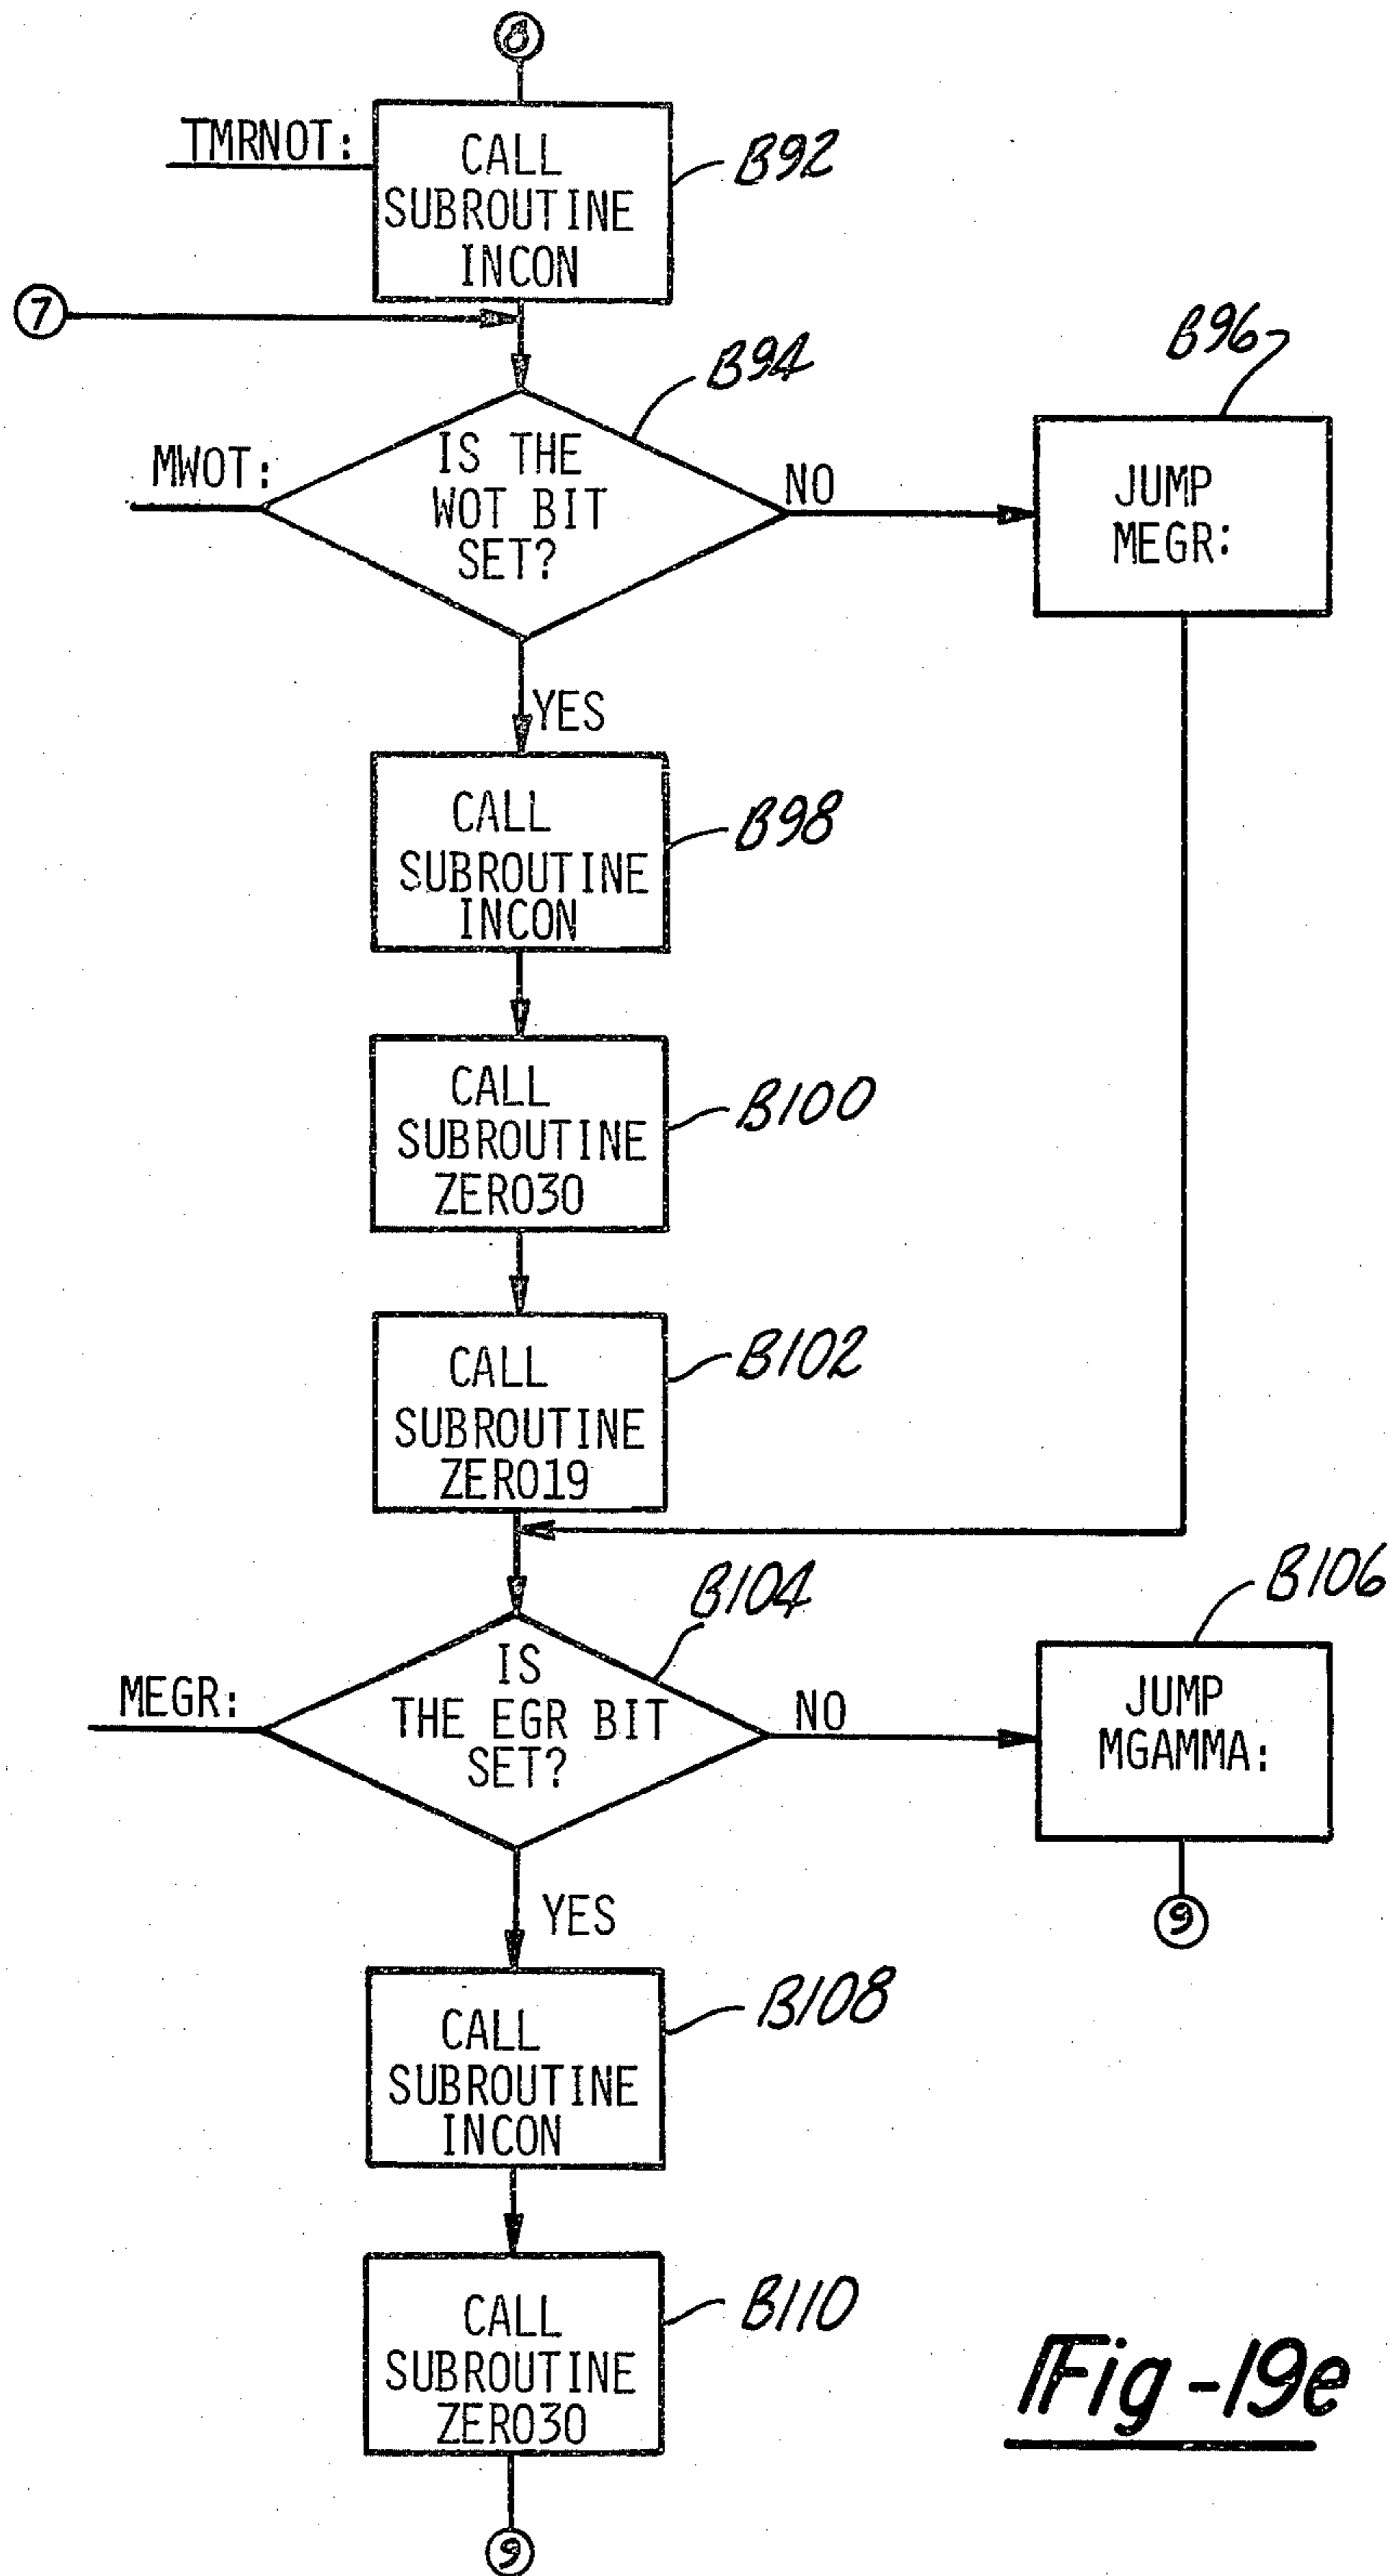 8
TMRNOT:
CALL
SUBROUTINE
INCON
B92
7
B94
B96
MWOT:
IS THE
WOT BIT
SET?
NO
JUMP
MEGR:
YES
CALL
SUBROUTINE
INCON
B98
CALL
SUBROUTINE
ZERO30
B100
CALL
SUBROUTINE
ZERO19
B102
B104
B106
MEGR:
IS
THE EGR BIT
SET?
NO
JUMP
MGAMMA:
9
YES
CALL
SUBROUTINE
INCON
B108
CALL
SUBROUTINE
ZERO30
B110
9
Fig-19e